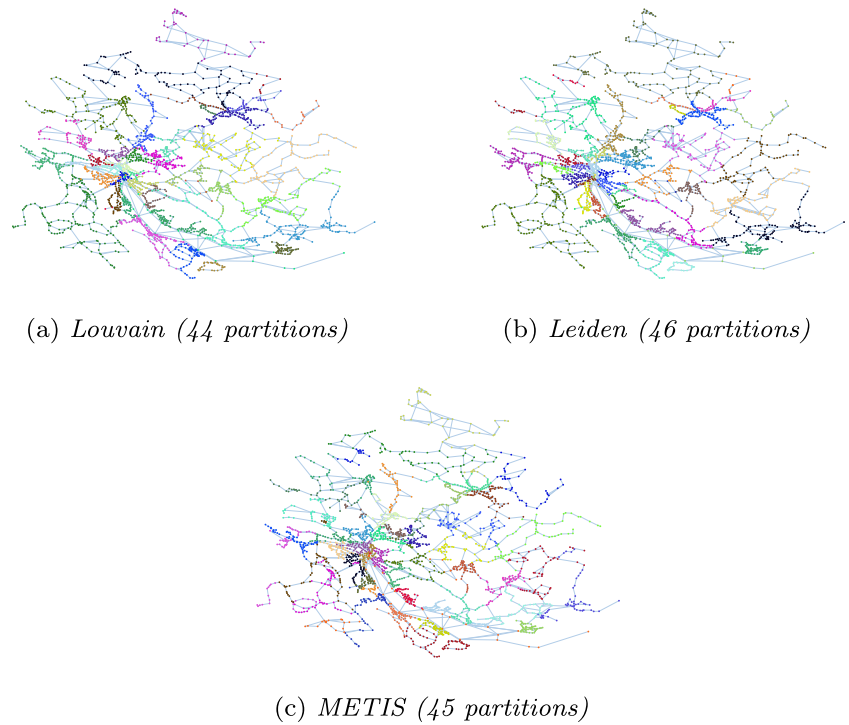 (a) Louvain (44 partitions)
(b) Leiden (46 partitions)
(c) METIS (45 partitions)